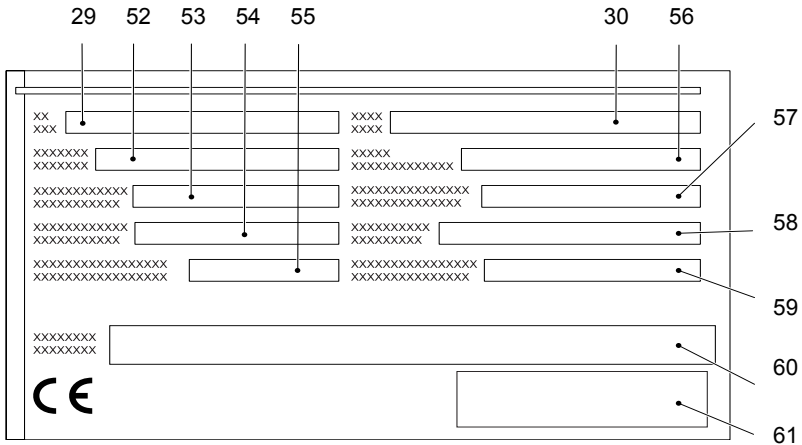 29 52 53 54 55 30 56
XX XXXX
XXX XXXX
57
XXXXXXX XXXXX
XXXXXXX XXXXXXXXXXXXX
XXXXXXXXXXXX XXXXXXXXXXXXXXX
XXXXXXXXXXX XXXXXXXXXXXXXX
58
XXXXXXXXXXXX XXXXXXXXXX
XXXXXXXXXXX XXXXXXXXX
XXXXXXXXXXXXXXXXX XXXXXXXXXXXXXXXX
XXXXXXXXXXXXXXXXX XXXXXXXXXXXXXXXX
59
XXXXXXXX
XXXXXXXX
60
CE
61